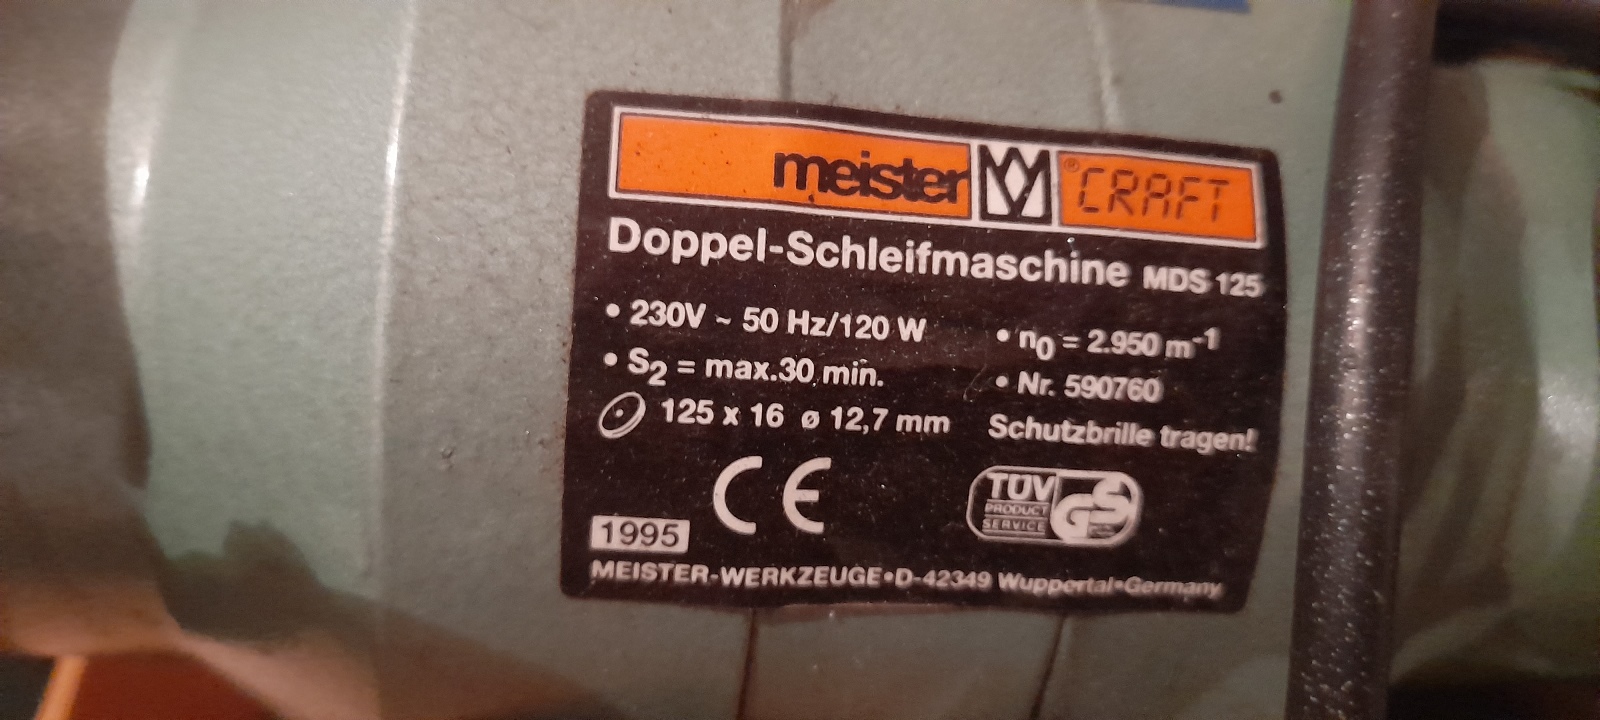 meister ® CRAFT
Doppel-Schleifmaschine MDS 125
• 230V ~ 50 Hz/120 W
• S2 = max.30 min.
125 x 16 ø 12,7 mm
• n0 = 2.950 m-1
• Nr. 590760
Schutzbrille tragen!
CE
TÜV
PRODUCT
SERVICE
GS
1995
MEISTER-WERKZEUGE•D-42349 Wuppertal•Germany